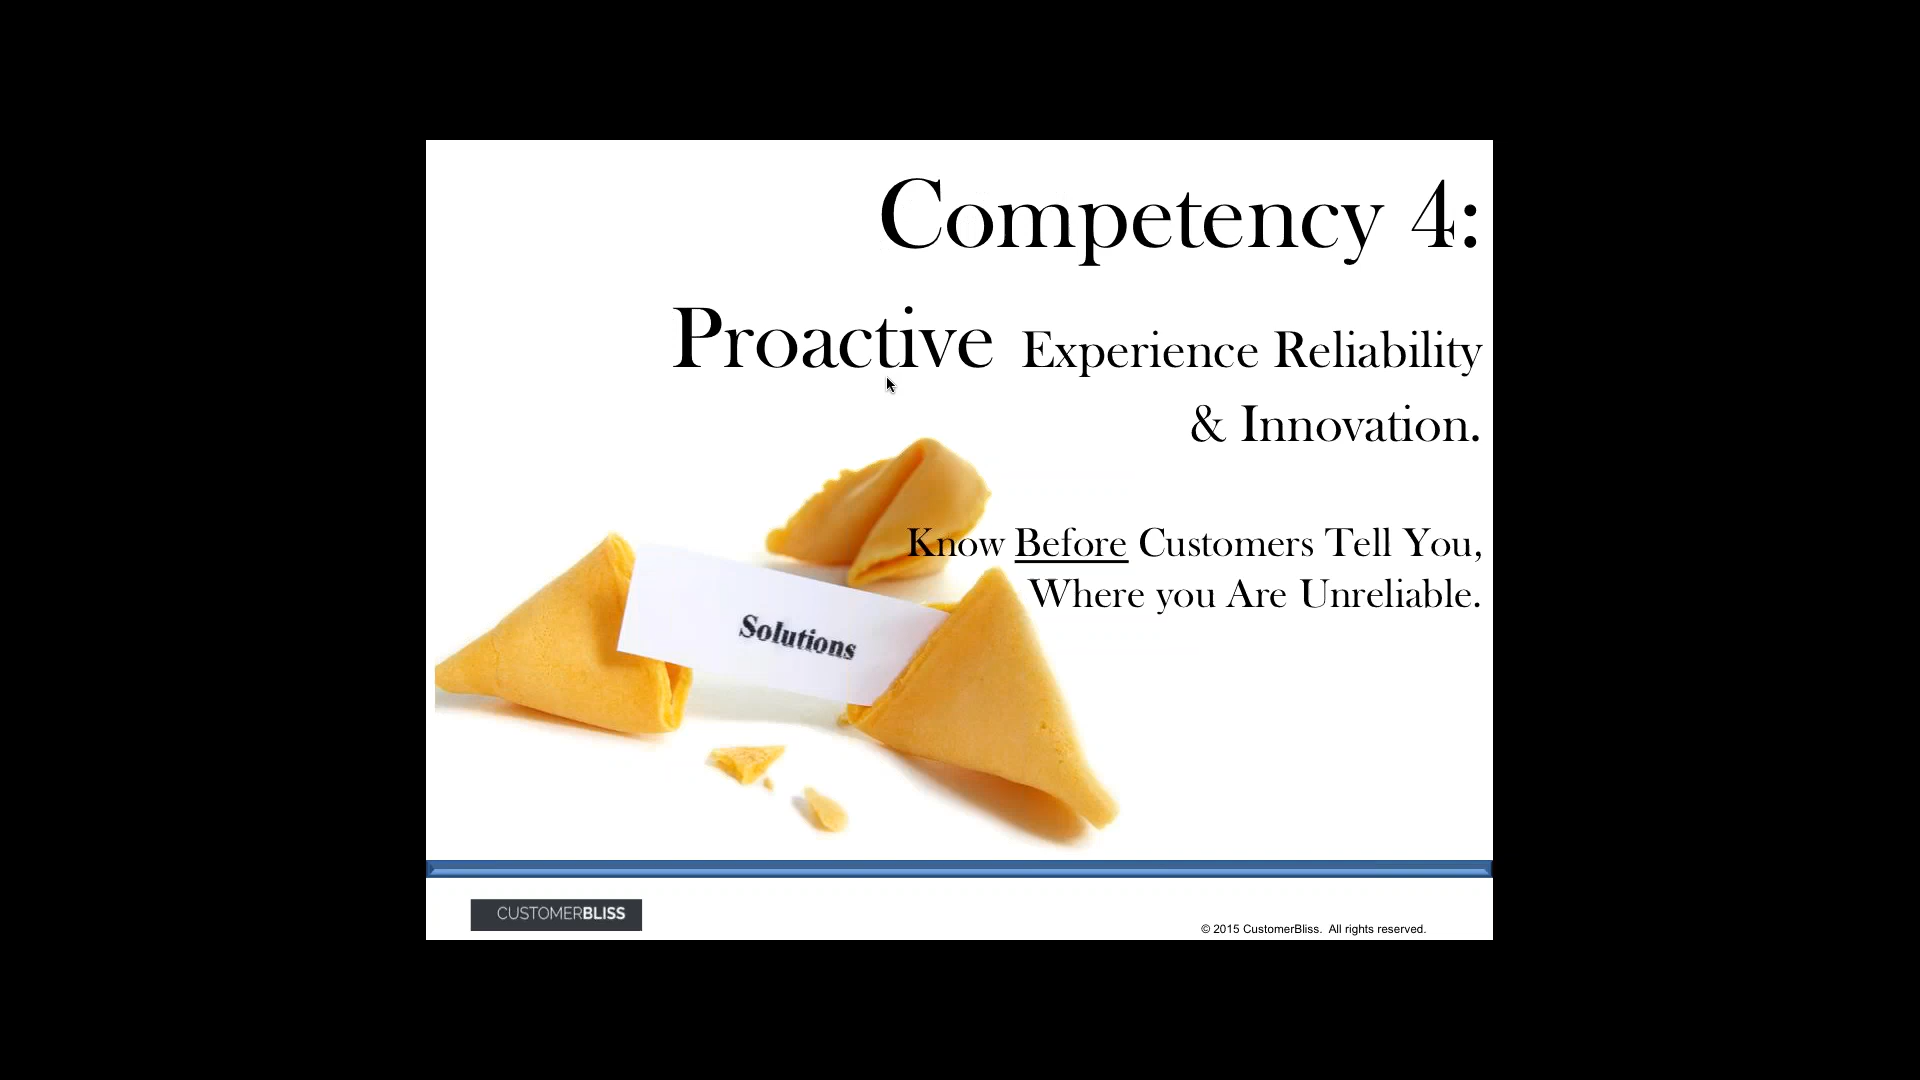 Competency 4:
Proactive Experience Reliability
& Innovation.
Know Before Customers Tell You,
Where you Are Unreliable.
Solutions
CUSTOMERBLISS
© 2015 CustomerBliss. All rights reserved.